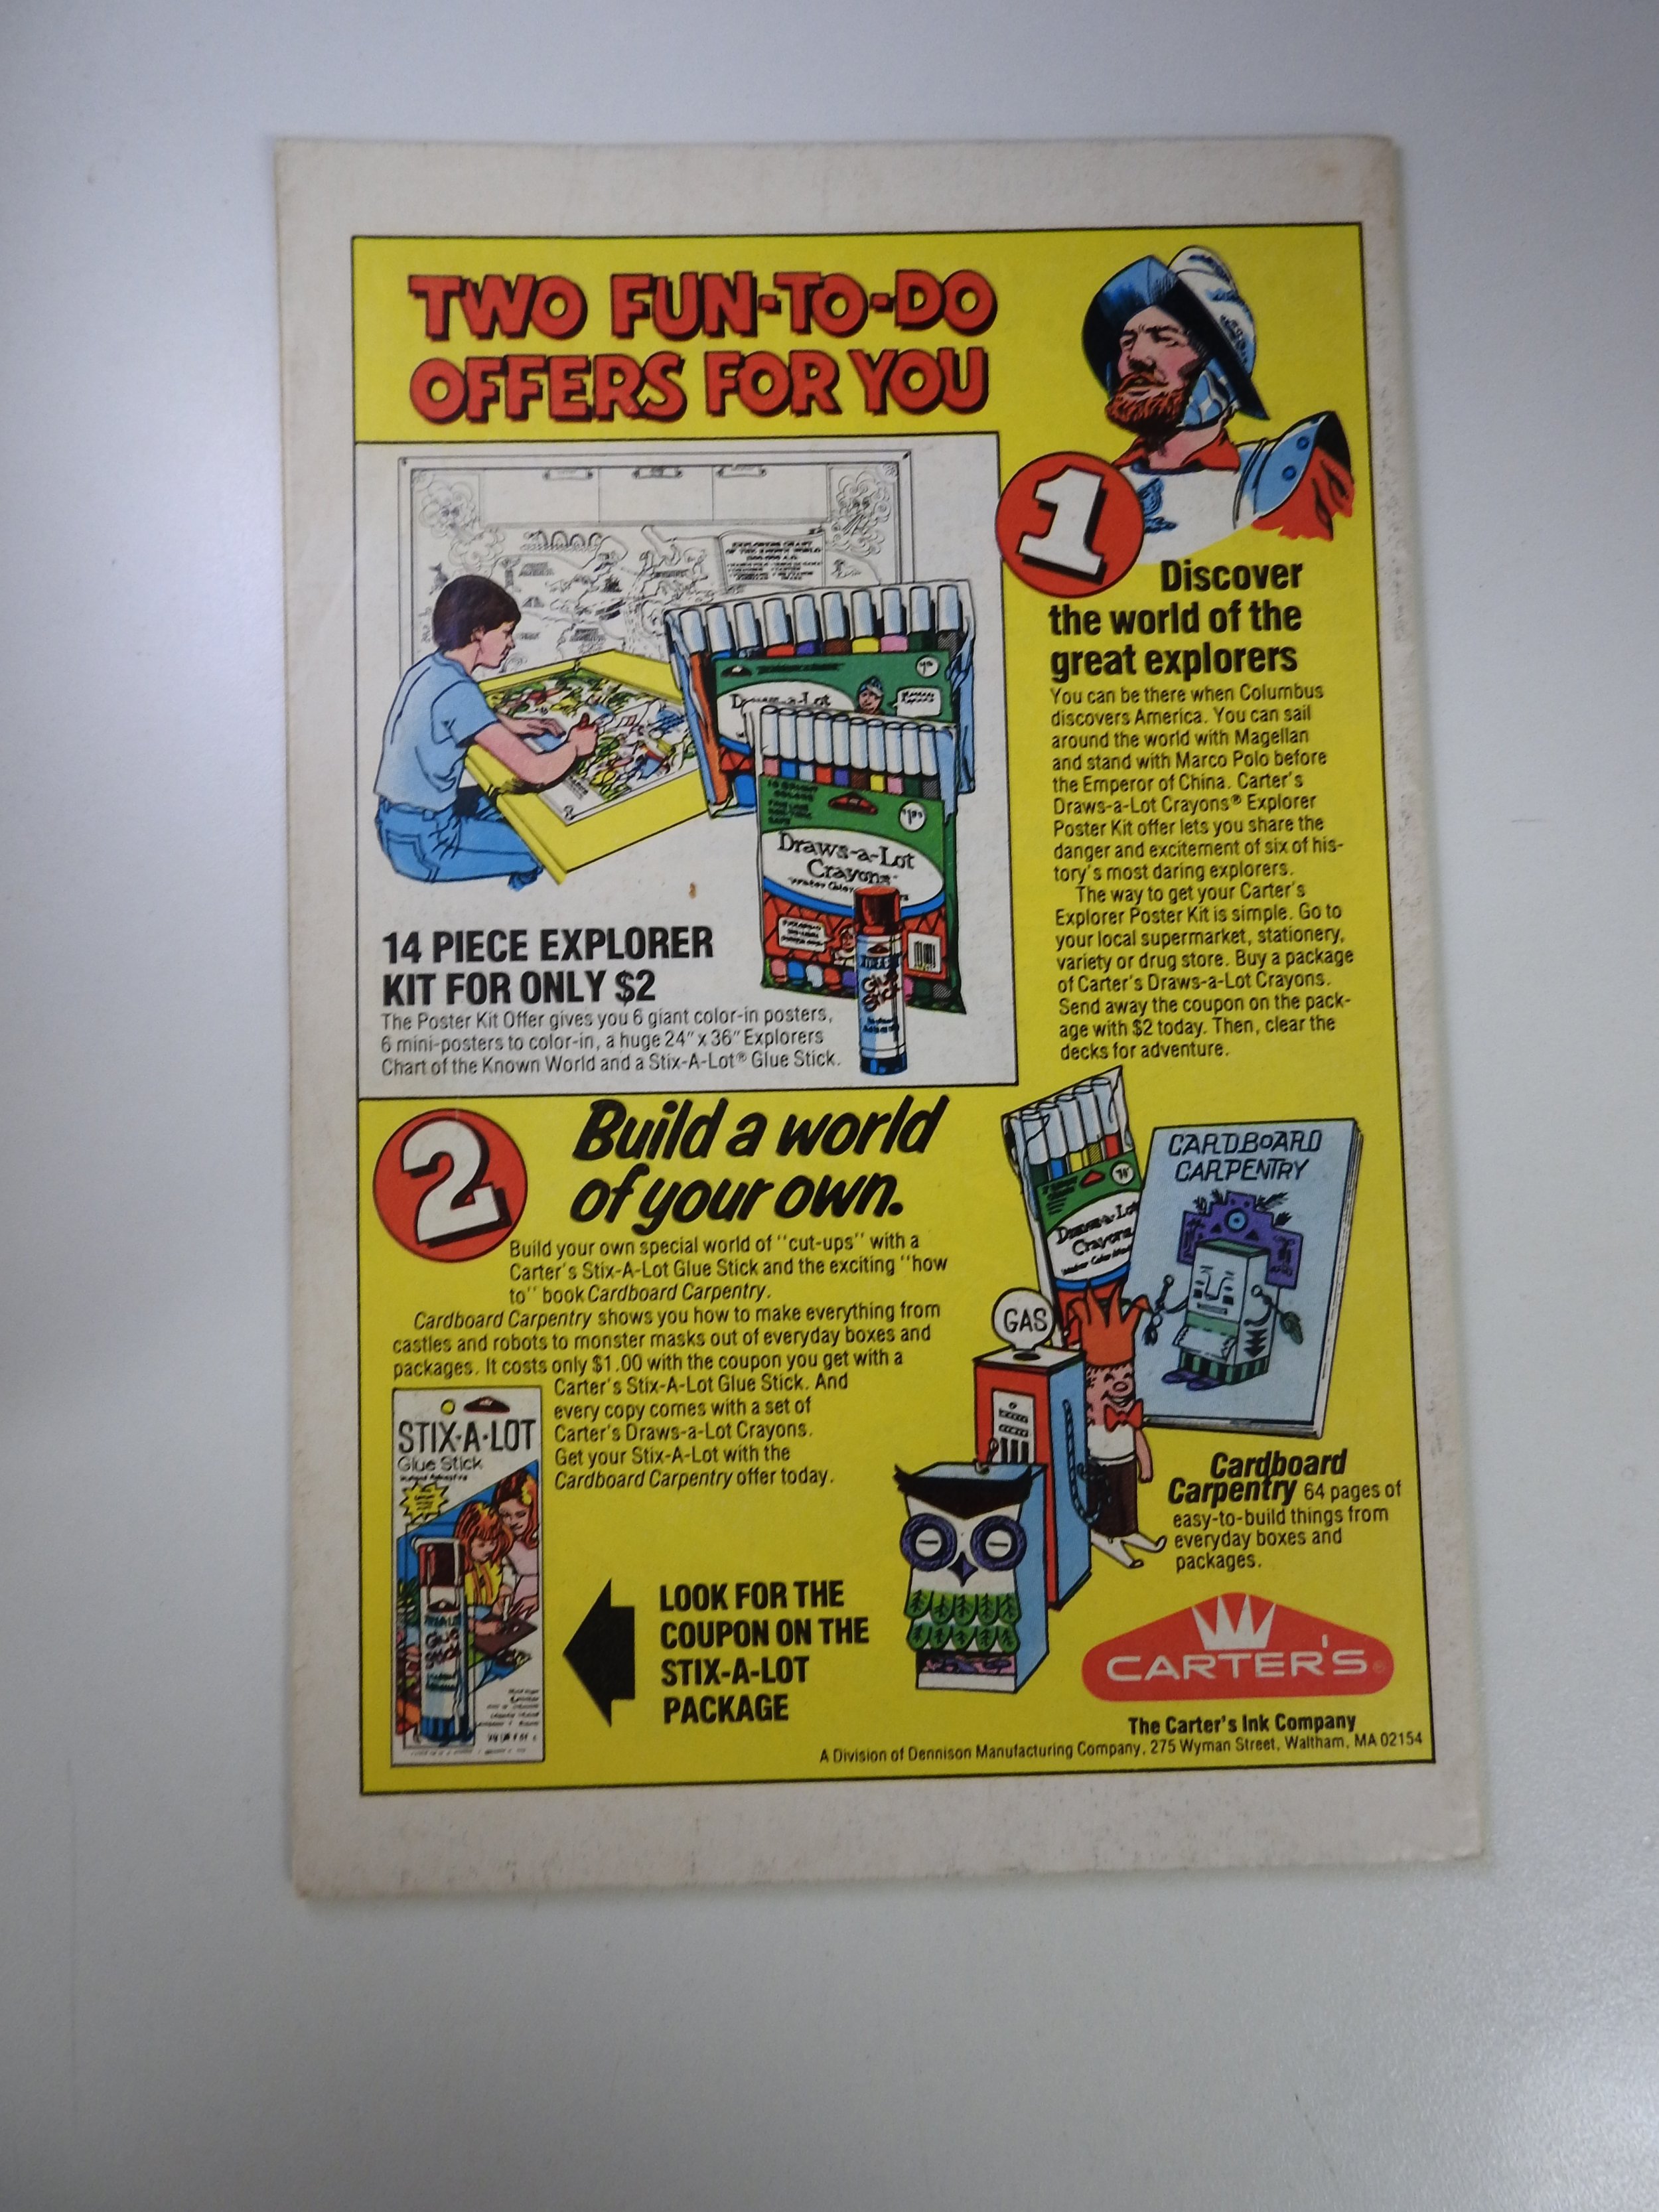 TWO FUN-TO-DO
OFFERS FOR YOU
1
Discover
the world of the
great explorers
You can be there when Columbus
discovers America. You can sail
around the world with Magellan
and stand with Marco Polo before
the Emperor of China. Carter's
Draws-a-Lot Crayons® Explorer
Poster Kit offer lets you share the
danger and excitement of six of his-
tory's most daring explorers.
The way to get your Carter's
Explorer Poster Kit is simple. Go to
your local supermarket, stationery,
variety or drug store. Buy a package
of Carter's Draws-a-Lot Crayons.
Send away the coupon on the pack-
age with $2 today. Then, clear the
decks for adventure.
EXPLORERS CHART
OF THE KNOWN WORLD
Draws-a-Lot
Draws-a-Lot
Crayons
14 PIECE EXPLORER
KIT FOR ONLY $2
The Poster Kit Offer gives you 6 giant color-in posters,
6 mini-posters to color-in, a huge 24" x 36" Explorers
Chart of the Known World and a Stix-A-Lot® Glue Stick.
2
Build a world
of your own.
Build your own special world of "cut-ups" with a
Carter's Stix-A-Lot Glue Stick and the exciting "how
to" book Cardboard Carpentry.
Cardboard Carpentry shows you how to make everything from
castles and robots to monster masks out of everyday boxes and
packages. It costs only $1.00 with the coupon you get with a
Carter's Stix-A-Lot Glue Stick. And
every copy comes with a set of
Carter's Draws-a-Lot Crayons.
Get your Stix-A-Lot with the
Cardboard Carpentry offer today.
STIX-A-LOT
Glue Stick
LOOK FOR THE
COUPON ON THE
STIX-A-LOT
PACKAGE
Draws-a-Lot
Crayons
CARDBOARD
CARPENTRY
GAS
Cardboard
Carpentry 64 pages of
easy-to-build things from
everyday boxes and
packages.
CARTER'S®
The Carter's Ink Company
A Division of Dennison Manufacturing Company, 275 Wyman Street, Waltham, MA 02154